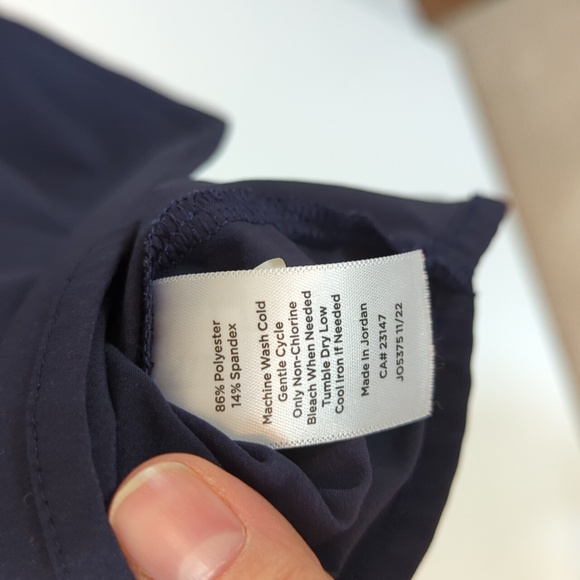 86% Polyester
14% Spandex
Machine Wash Cold
Gentle Cycle
Only Non-Chlorine
Bleach When Needed
Tumble Dry Low
Cool Iron If Needed
Made In Jordan
CA# 23147
JO5375 11/22